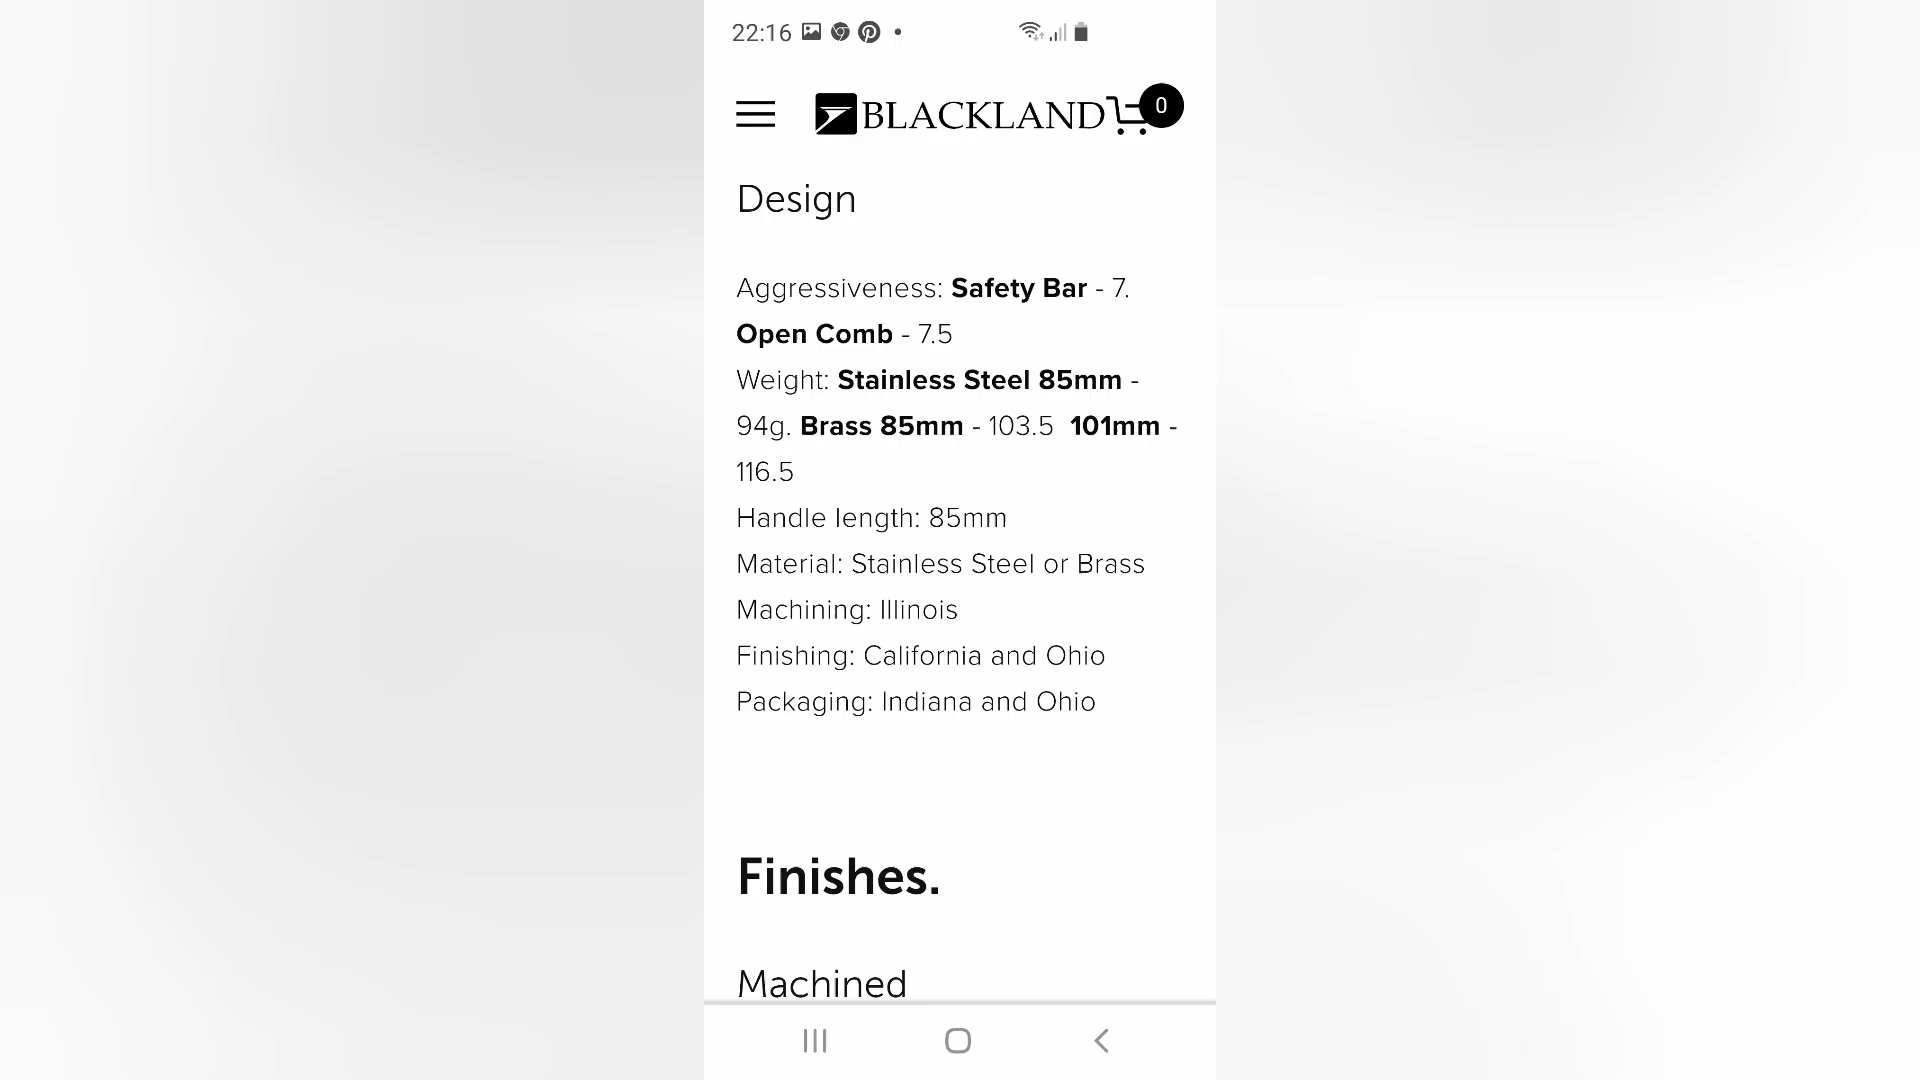 22:16
BLACKLAND 0
Design
Aggressiveness: Safety Bar - 7.
Open Comb - 7.5
Weight: Stainless Steel 85mm -
94g. Brass 85mm - 103.5 101mm -
116.5
Handle length: 85mm
Material: Stainless Steel or Brass
Machining: Illinois
Finishing: California and Ohio
Packaging: Indiana and Ohio
Finishes.
Machined